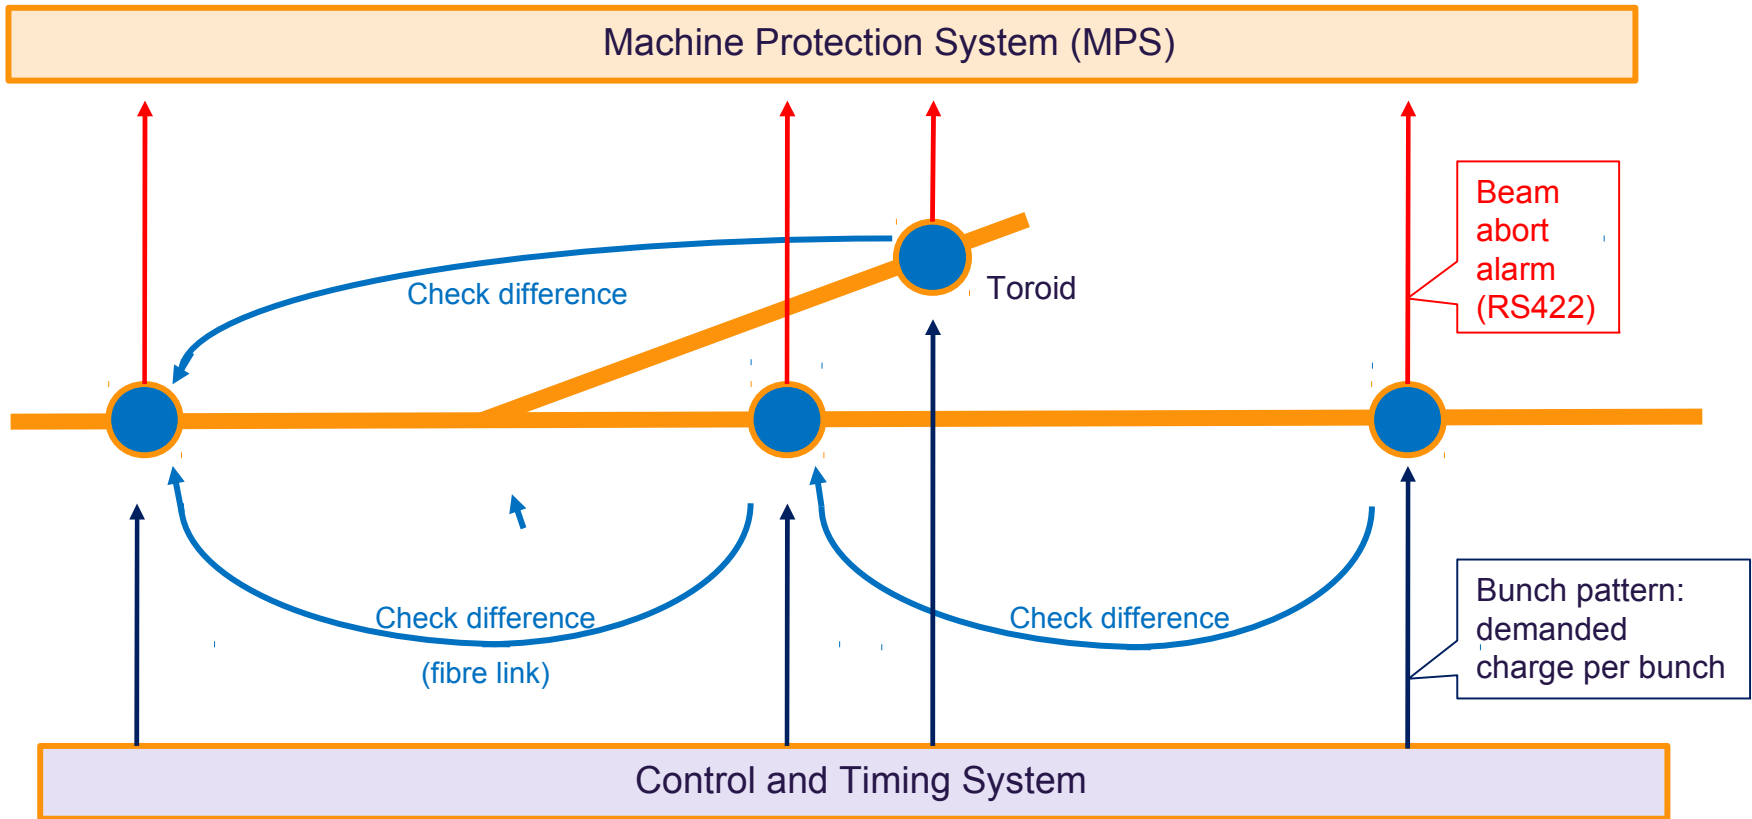 Machine Protection System (MPS)
Beam
abort
alarm
(RS422)
Check difference
Toroid
Check difference
(fibre link)
Check difference
Bunch pattern:
demanded
charge per bunch
Control and Timing System